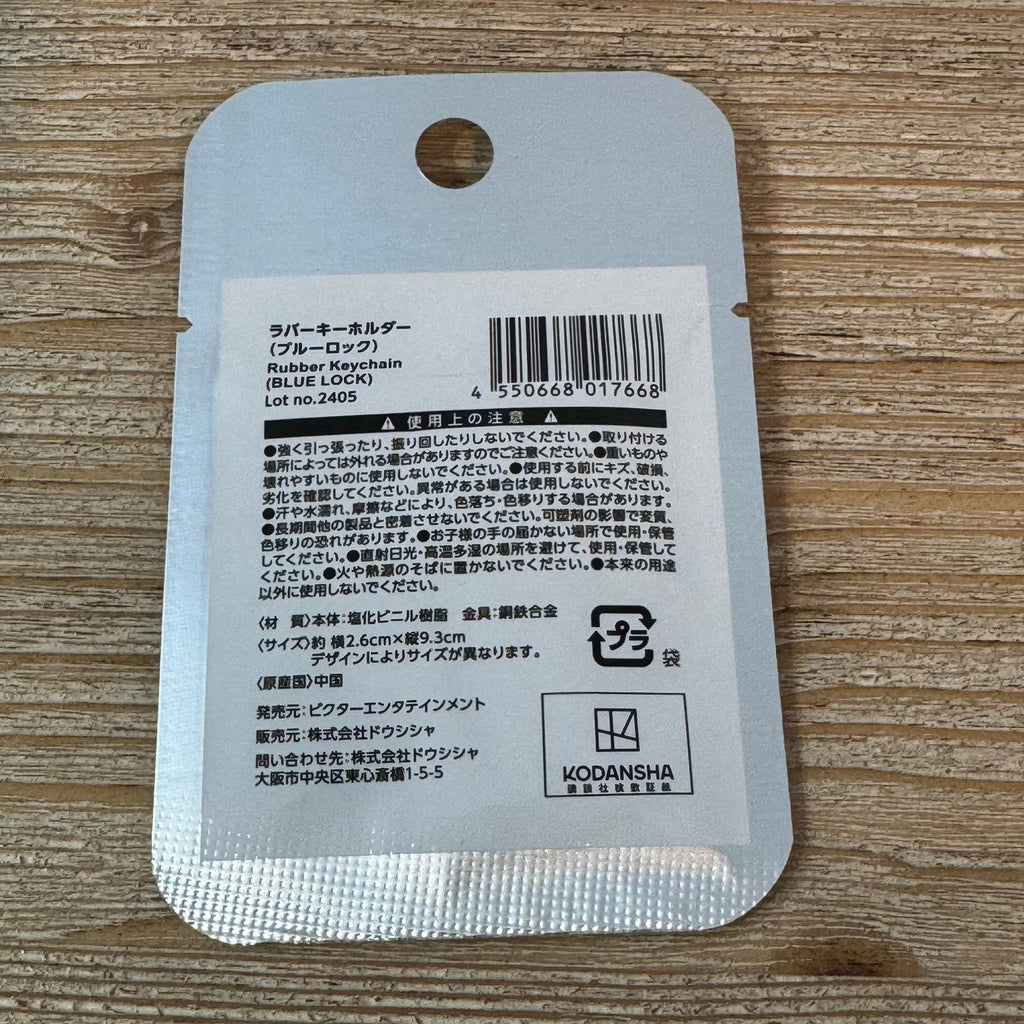 ラバーキーホルダー
（ブルーロック）
Rubber Keychain
(BLUE LOCK)
Lot no.2405
4 550668 017668
⚠ 使用上の注意 ⚠
●強く引っ張ったり、振り回したりしないでください。●取り付ける
場所によっては外れる場合がありますのでご注意ください。●重いものや
壊れやすいものに使用しないでください。●使用する前にキズ、破損、
劣化を確認してください。異常がある場合は使用しないでください。
●汗や水濡れ、摩擦などにより、色落ち・色移りする場合があります。
●長期間他の製品と密着させないでください。可塑剤の影響で変質、
色移りの恐れがあります。●お子様の手の届かない場所で使用・保管
してください。●直射日光・高温多湿の場所を避けて、使用・保管して
ください。●火や熱源のそばに置かないでください。●本来の用途
以外に使用しないでください。
〈材　質〉本体：塩化ビニル樹脂　金具：鋼鉄合金
〈サイズ〉約 横2.6cm×縦9.3cm
デザインによりサイズが異なります。
プラ
袋
〈原産国〉中国
発売元：ビクターエンタテインメント
販売元：株式会社ドウシシャ
問い合わせ先：株式会社ドウシシャ
大阪市中央区東心斎橋1-5-5
KODANSHA
講談社検数証紙